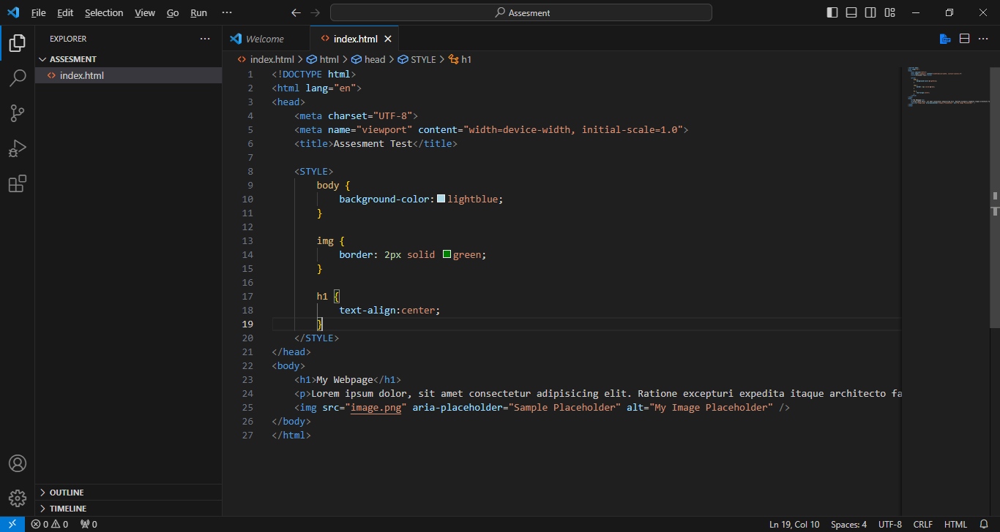 File Edit Selection View Go Run ··· Assesment
EXPLORER ···
ASSESMENT
index.html
Welcome
index.html
index.html > html > head > STYLE > h1
1 <!DOCTYPE html>
2 <html lang="en">
3 <head>
4 <meta charset="UTF-8">
5 <meta name="viewport" content="width=device-width, initial-scale=1.0">
6 <title>Assesment Test</title>
7
8 <STYLE>
9 body {
10 background-color:lightblue;
11 }
12
13 img {
14 border: 2px solid green;
15 }
16
17 h1 {
18 text-align:center;
19 }
20 </STYLE>
21 </head>
22 <body>
23 <h1>My Webpage</h1>
24 <p>Lorem ipsum dolor, sit amet consectetur adipisicing elit. Ratione excepturi expedita itaque architecto fa
25 <img src="image.png" aria-placeholder="Sample Placeholder" alt="My Image Placeholder" />
26 </body>
27 </html>
OUTLINE
TIMELINE
0 0 0 Ln 19, Col 10 Spaces: 4 UTF-8 CRLF HTML